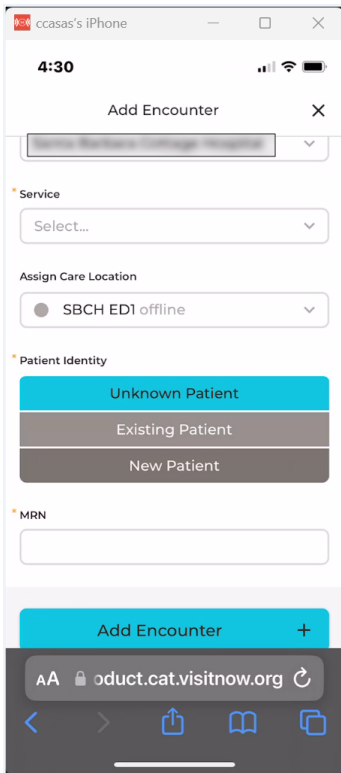 ccasas's iPhone
4:30
Add Encounter
* Service
Select...
Assign Care Location
SBCH ED1 offline
* Patient Identity
Unknown Patient
Existing Patient
New Patient
* MRN
Add Encounter +
AA oduct.cat.visitnow.org